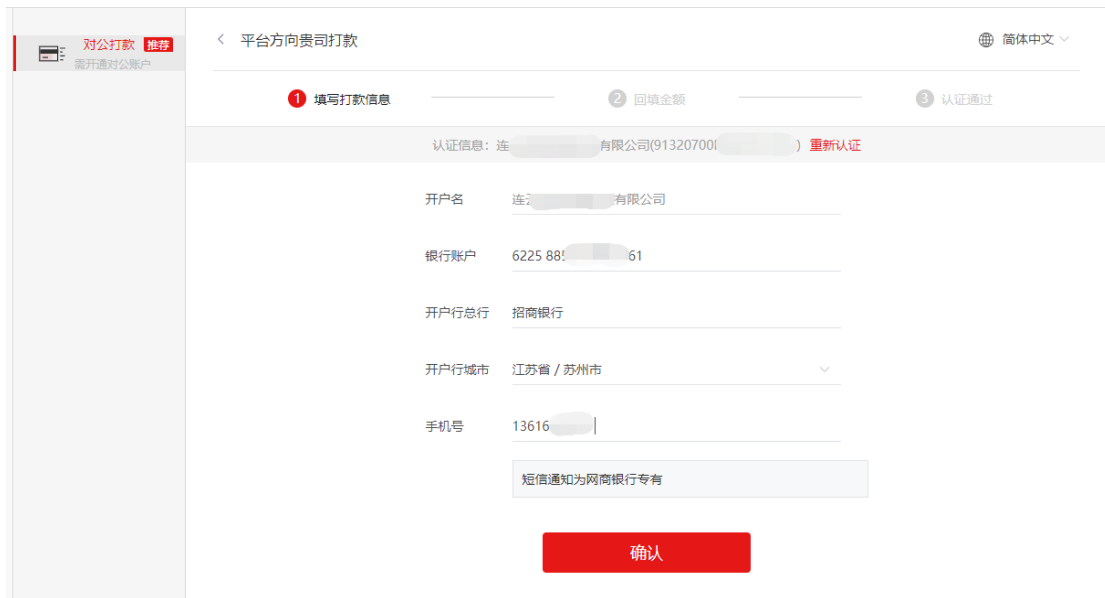 对公打款 推荐
需开通对公账户
平台方向贵司打款
简体中文
1 填写打款信息
2 回填金额
3 认证通过
认证信息：连 有限公司(91320700 ) 重新认证
开户名 连 有限公司
银行账户 6225 88 61
开户行总行 招商银行
开户行城市 江苏省 / 苏州市
手机号 13616
短信通知为网商银行专有
确认